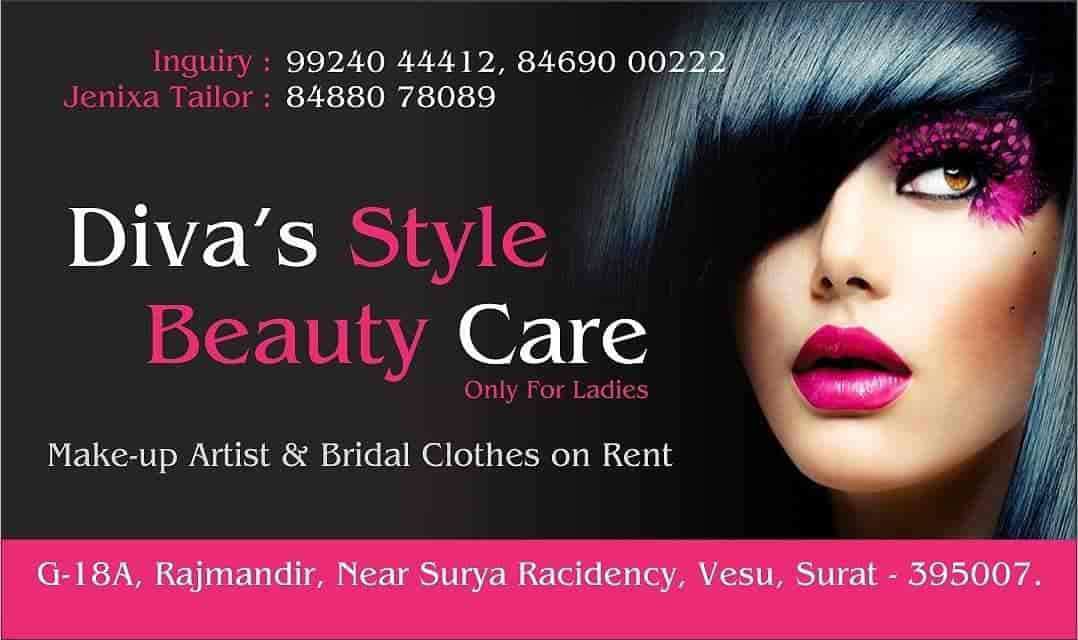 Inguiry : 99240 44412, 84690 00222
Jenixa Tailor : 84880 78089
Diva's Style
Beauty Care
Only For Ladies
Make-up Artist & Bridal Clothes on Rent
G-18A, Rajmandir, Near Surya Racidency, Vesu, Surat - 395007.